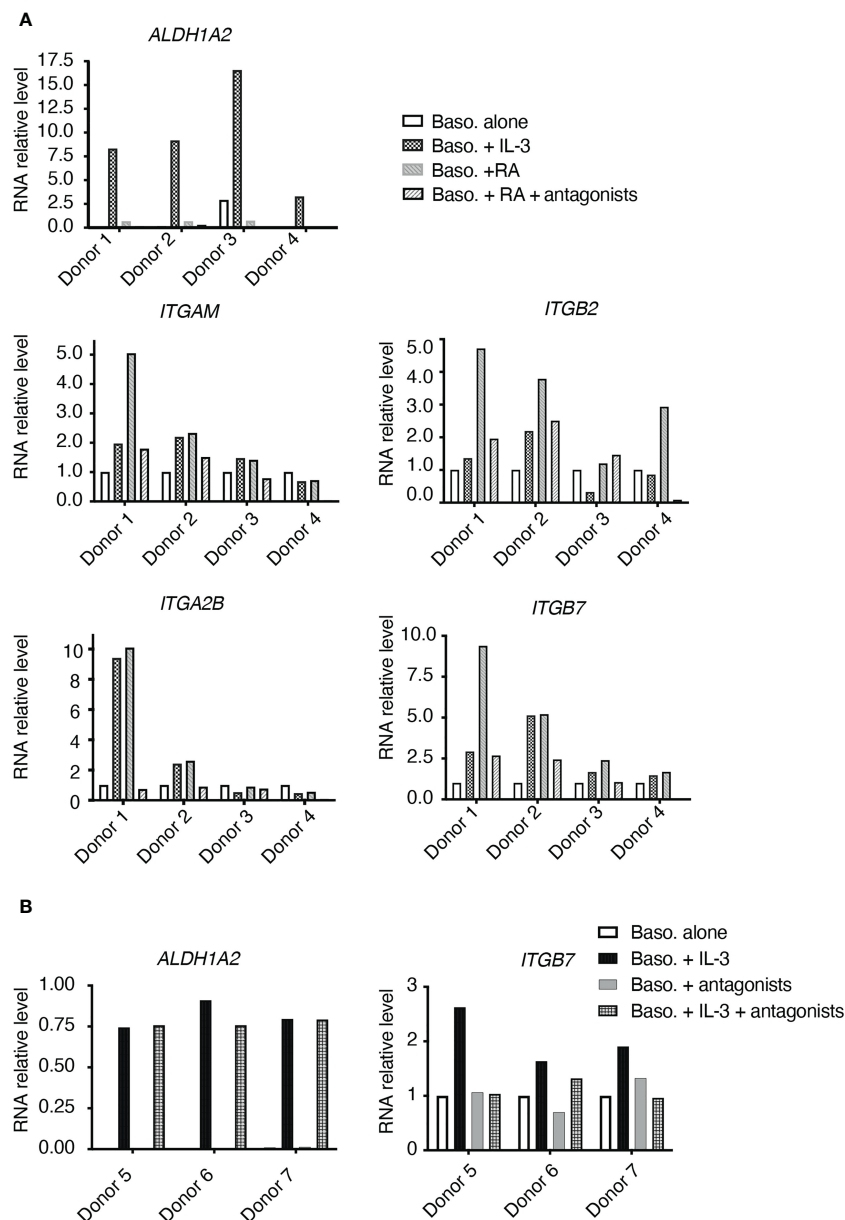 A
ALDH1A2
RNA relative level
17.5
15.0
12.5
10.0
7.5
5.0
2.5
0.0
Donor 1
Donor 2
Donor 3
Donor 4
Baso. alone
Baso. + IL-3
Baso. +RA
Baso. + RA + antagonists
ITGAM
RNA relative level
5.0
4.0
3.0
2.0
1.0
0.0
Donor 1
Donor 2
Donor 3
Donor 4
ITGB2
RNA relative level
5.0
4.0
3.0
2.0
1.0
0.0
Donor 1
Donor 2
Donor 3
Donor 4
ITGA2B
RNA relative level
10
8
6
4
2
0
Donor 1
Donor 2
Donor 3
Donor 4
ITGB7
RNA relative level
10.0
7.5
5.0
2.5
0.0
Donor 1
Donor 2
Donor 3
Donor 4
B
ALDH1A2
RNA relative level
1.00
0.75
0.50
0.25
0.00
Donor 5
Donor 6
Donor 7
ITGB7
RNA relative level
3
2
1
0
Donor 5
Donor 6
Donor 7
Baso. alone
Baso. + IL-3
Baso. + antagonists
Baso. + IL-3 + antagonists